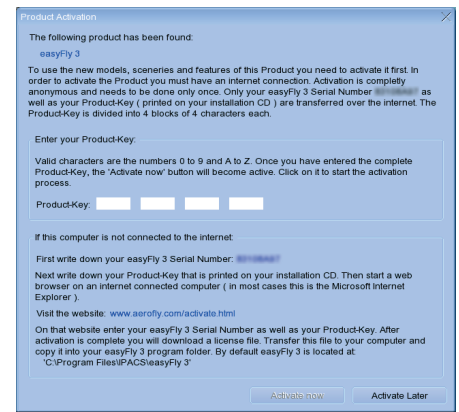 Product Activation
The following product has been found:
easyFly 3
To use the new models, sceneries and features of this Product you need to activate it first. In
order to activate the Product you must have an internet connection. Activation is completly
anonymous and needs to be done only once. Only your easyFly 3 Serial Number as
well as your Product-Key ( printed on your installation CD ) are transferred over the internet. The
Product-Key is divided into 4 blocks of 4 characters each.
Enter your Product-Key:
Valid characters are the numbers 0 to 9 and A to Z. Once you have entered the complete
Product-Key, the 'Activate now' button will become active. Click on it to start the activation
process.
Product-Key:
If this computer is not connected to the internet:
First write down your easyFly 3 Serial Number:
Next write down your Product-Key that is printed on your installation CD. Then start a web
browser on an internet connected computer ( in most cases this is the Microsoft Internet
Explorer ).
Visit the website: www.aerofly.com/activate.html
On that website enter your easyFly 3 Serial Number as well as your Product-Key. After
activation is complete you will download a license file. Transfer this file to your computer and
copy it into your easyFly 3 program folder. By default easyFly 3 is located at:
'C:\Program Files\IPACS\easyFly 3'
Activate now
Activate Later